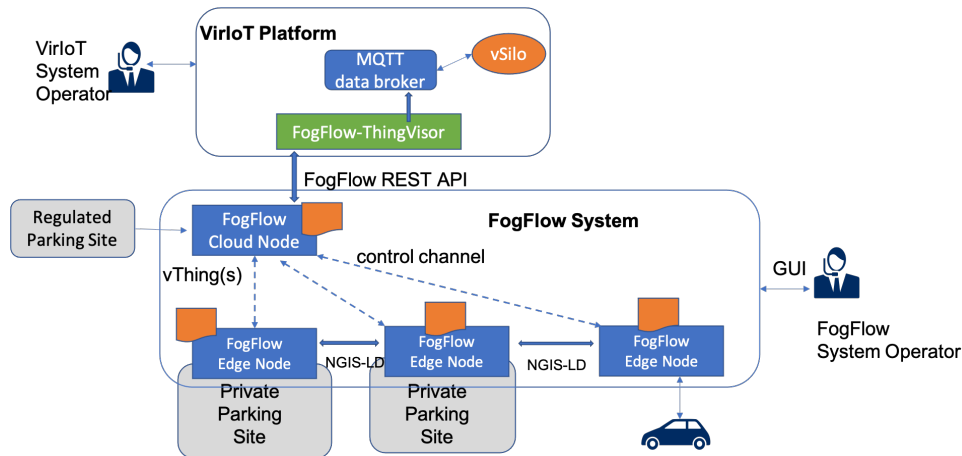 VirIoT
System
Operator
VirIoT Platform
MQTT
data broker
vSilo
FogFlow-ThingVisor
FogFlow REST API
Regulated
Parking Site
FogFlow
Cloud Node
FogFlow System
control channel
vThing(s)
GUI
FogFlow
Edge Node
NGIS-LD
FogFlow
Edge Node
NGIS-LD
FogFlow
Edge Node
FogFlow
System Operator
Private
Parking
Site
Private
Parking
Site